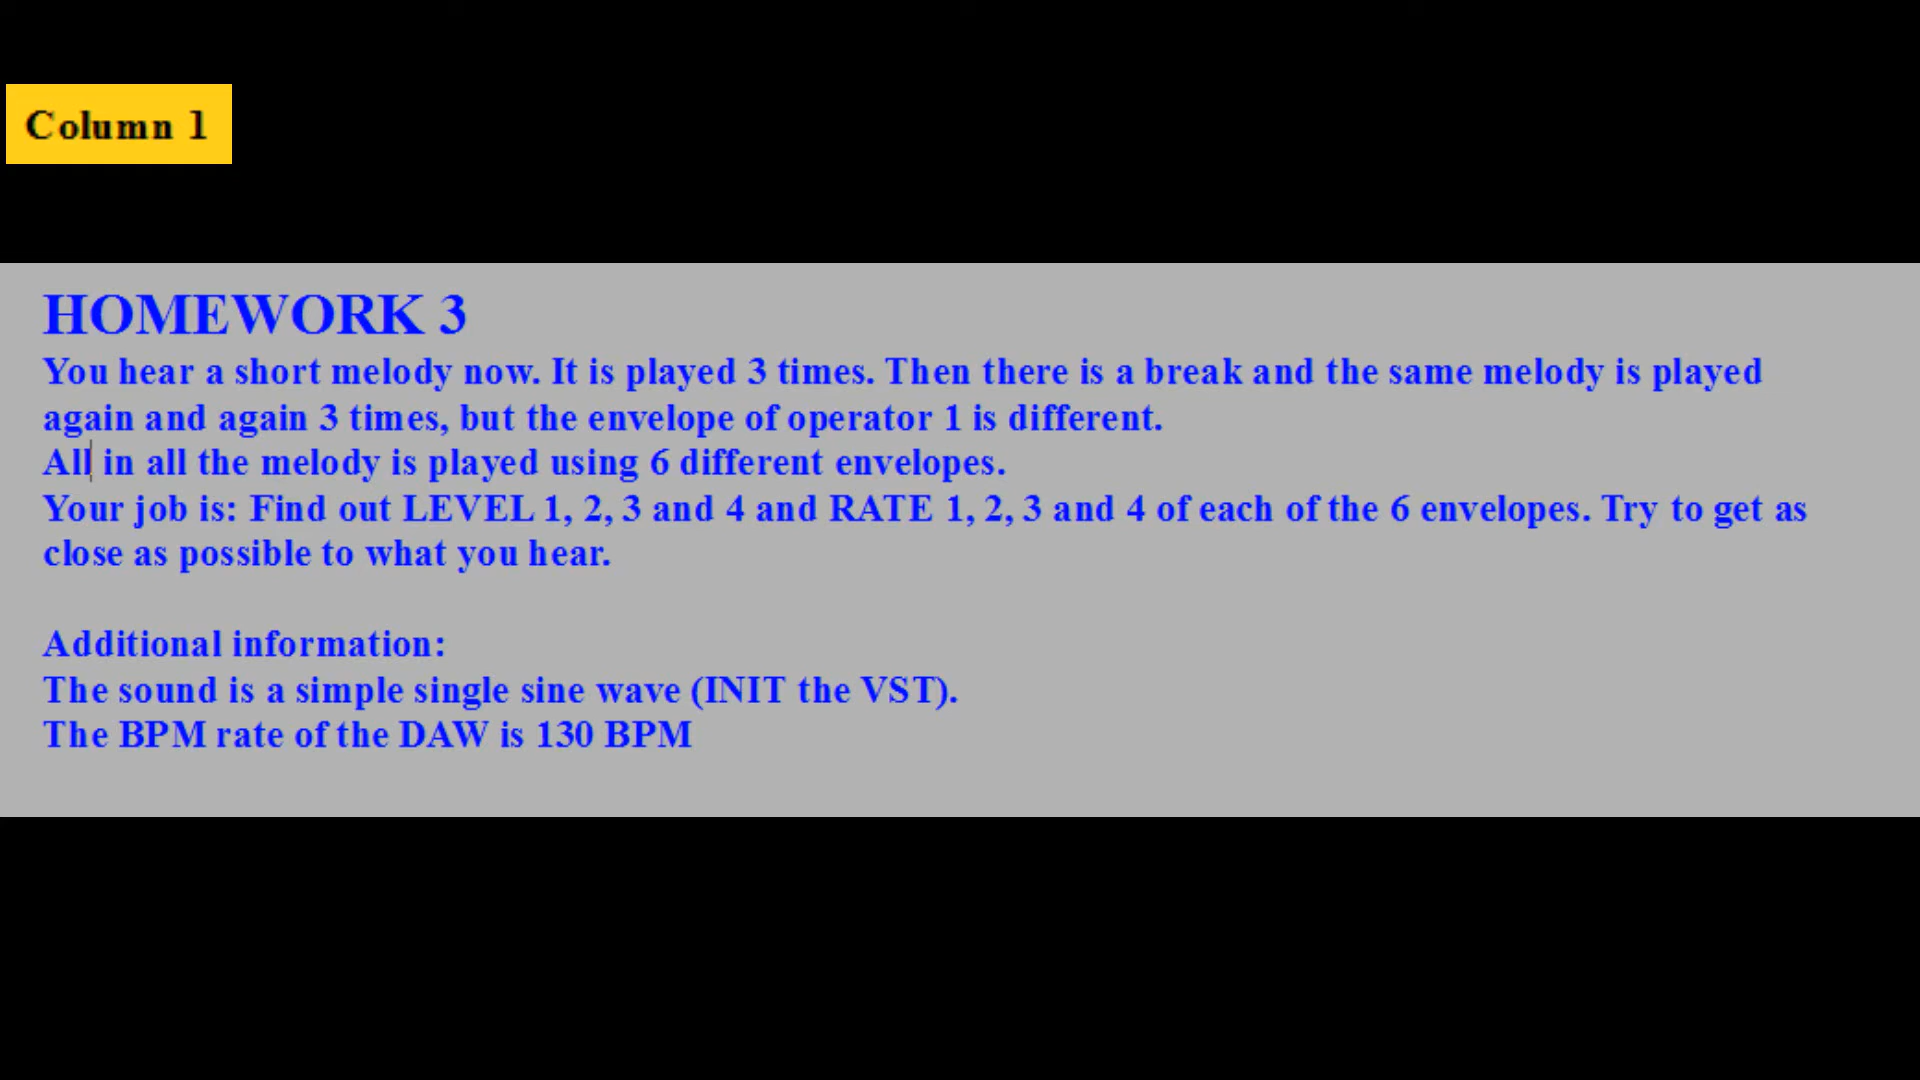 Column 1
HOMEWORK 3
You hear a short melody now. It is played 3 times. Then there is a break and the same melody is played
again and again 3 times, but the envelope of operator 1 is different.
All in all the melody is played using 6 different envelopes.
Your job is: Find out LEVEL 1, 2, 3 and 4 and RATE 1, 2, 3 and 4 of each of the 6 envelopes. Try to get as
close as possible to what you hear.
Additional information:
The sound is a simple single sine wave (INIT the VST).
The BPM rate of the DAW is 130 BPM